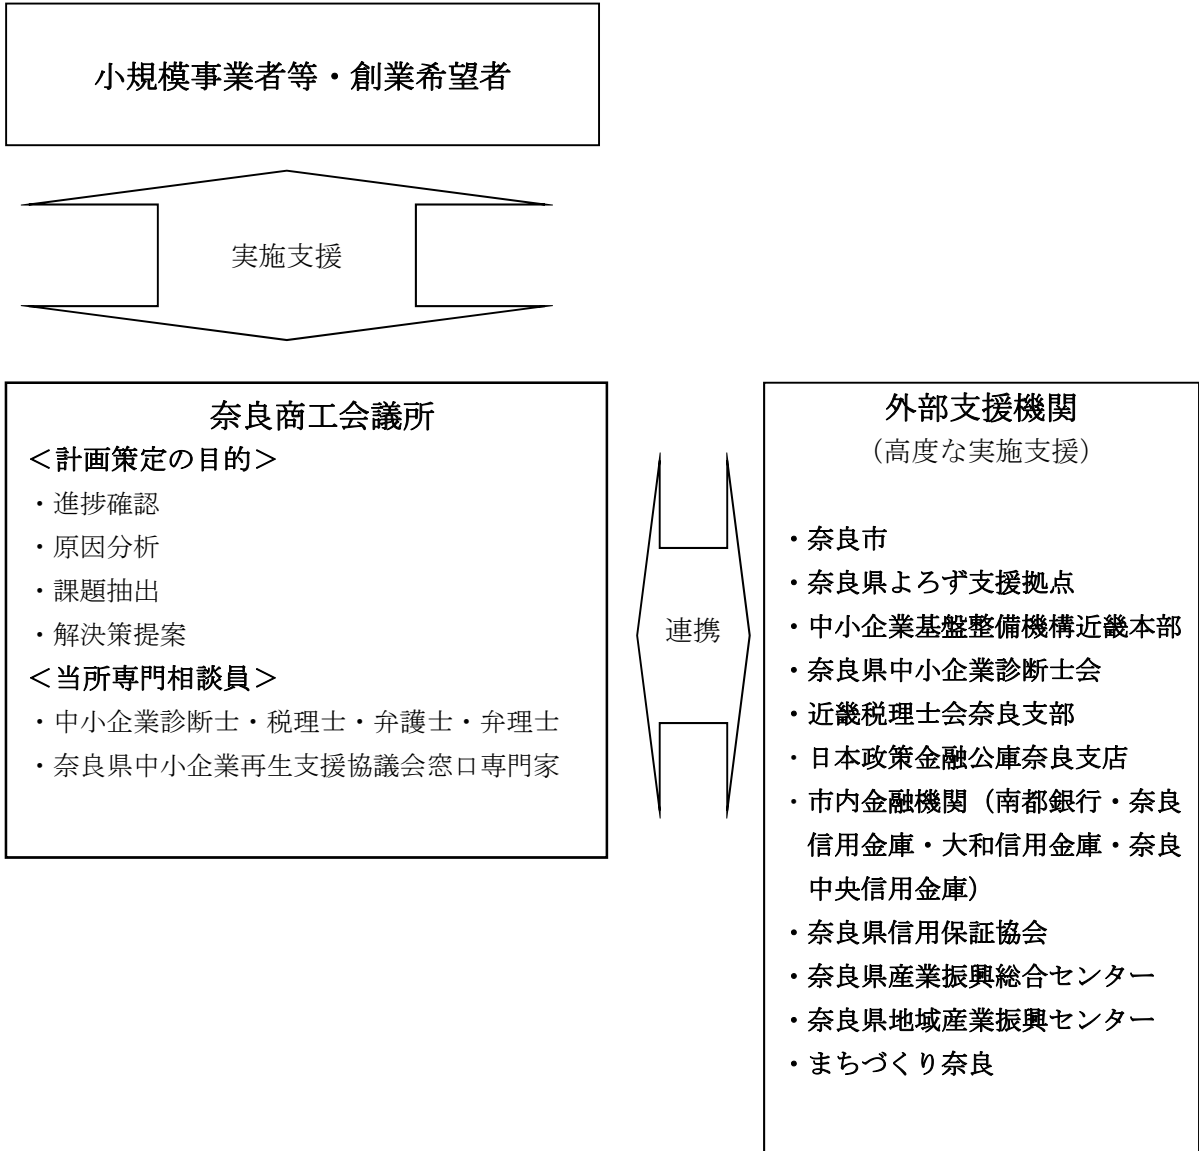 小規模事業者等・創業希望者
実施支援
奈良商工会議所
＜計画策定の目的＞
・進捗確認
・原因分析
・課題抽出
・解決策提案
＜当所専門相談員＞
・中小企業診断士・税理士・弁護士・弁理士
・奈良県中小企業再生支援協議会窓口専門家
連携
外部支援機関
（高度な実施支援）
・奈良市
・奈良県よろず支援拠点
・中小企業基盤整備機構近畿本部
・奈良県中小企業診断士会
・近畿税理士会奈良支部
・日本政策金融公庫奈良支店
・市内金融機関（南都銀行・奈良
信用金庫・大和信用金庫・奈良
中央信用金庫）
・奈良県信用保証協会
・奈良県産業振興総合センター
・奈良県地域産業振興センター
・まちづくり奈良